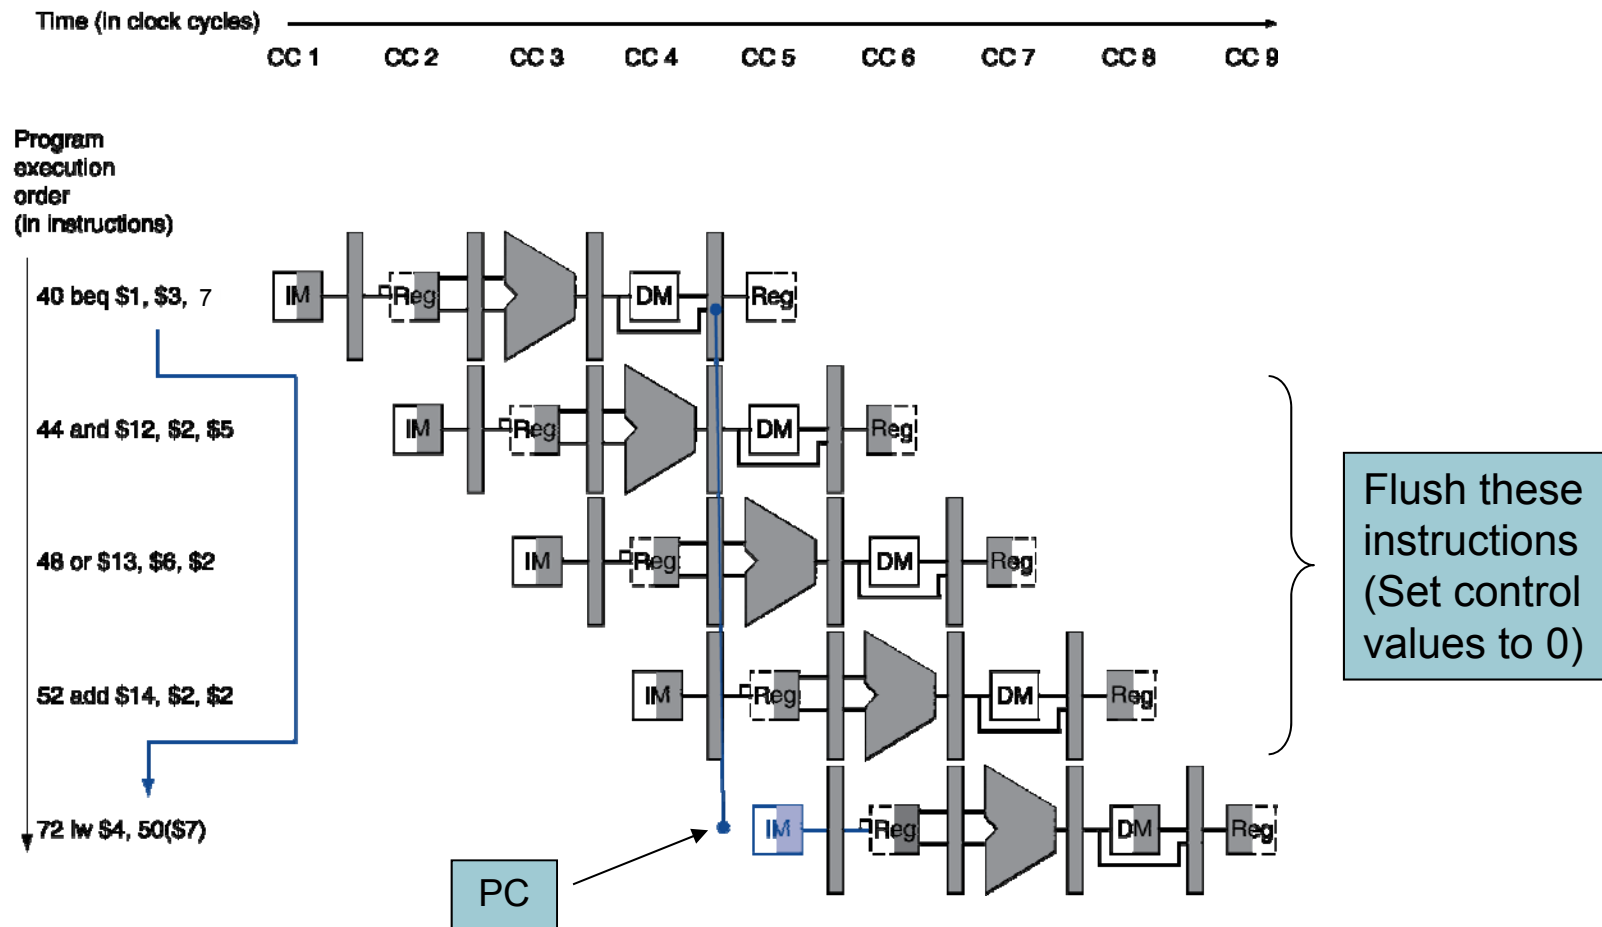 Time (in clock cycles)
CC 1 CC 2 CC 3 CC 4 CC 5 CC 6 CC 7 CC 8 CC 9
Program
execution
order
(in instructions)
40 beq $1, $3, 7
IM Reg DM Reg
44 and $12, $2, $5
IM Reg DM Reg
48 or $13, $6, $2
IM Reg DM Reg
52 add $14, $2, $2
IM Reg DM Reg
72 lw $4, 50($7)
IM Reg DM Reg
Flush these
instructions
(Set control
values to 0)
PC